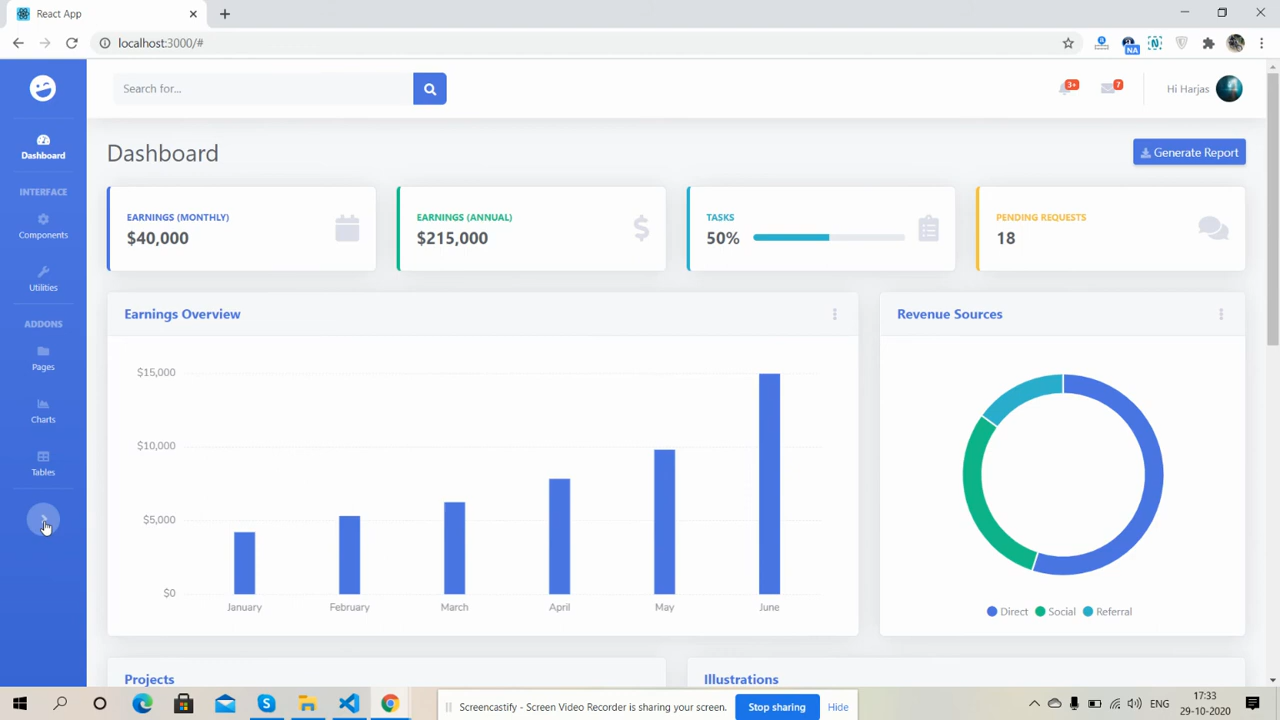 React App
localhost:3000/#
NA
Search for...
3+
7
Hi Harjas
Dashboard
Generate Report
Dashboard
INTERFACE
Components
Utilities
ADDONS
Pages
Charts
Tables
EARNINGS (MONTHLY)
$40,000
EARNINGS (ANNUAL)
$215,000
TASKS
50%
PENDING REQUESTS
18
Earnings Overview
$15,000
$10,000
$5,000
$0
January February March April May June
Revenue Sources
Direct Social Referral
Projects
Illustrations
Screencastify - Screen Video Recorder is sharing your screen.
Stop sharing
Hide
17:33
29-10-2020